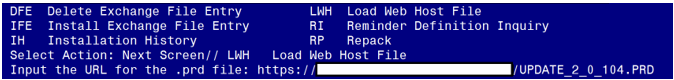 DFE  Delete Exchange File Entry          LWH  Load Web Host File
IFE  Install Exchange File Entry         RI   Reminder Definition Inquiry
IH   Installation History                RP   Repack
Select Action: Next Screen// LWH   Load Web Host File
Input the URL for the .prd file: https:// /UPDATE_2_0_104.PRD